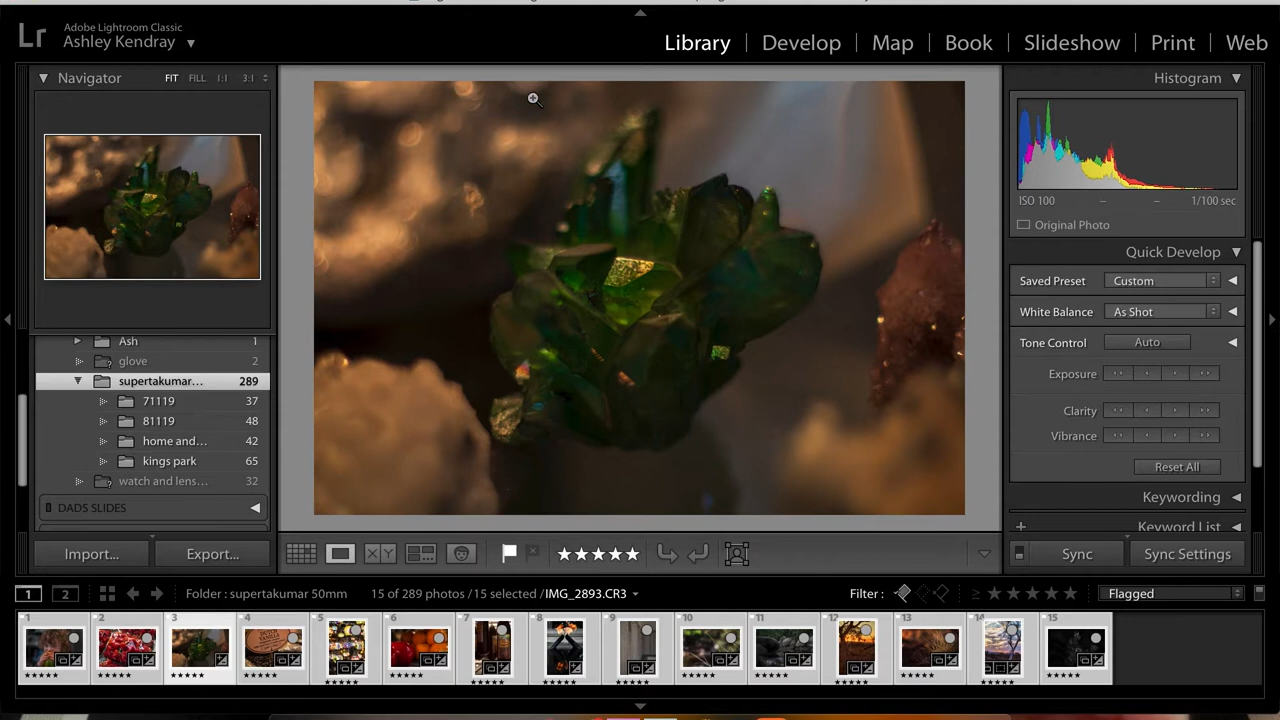 Lr Adobe Lightroom Classic
Ashley Kendray ▼
Library | Develop | Map | Book | Slideshow | Print | Web
Navigator FIT FILL 1:1 3:1
Histogram
ISO 100 – – 1/100 sec
Original Photo
Quick Develop
Saved Preset Custom
White Balance As Shot
Tone Control Auto
Exposure
Clarity
Vibrance
Reset All
Keywording
Keyword List
Ash 1
glove 2
supertakumar... 289
71119 37
81119 48
home and... 42
kings park 65
watch and lens... 32
DADS SLIDES
Import... Export...
X Y
★★★★★
Sync Sync Settings
1 2 Folder : supertakumar 50mm 15 of 289 photos /15 selected /IMG_2893.CR3 Filter : ≥ ★★★★★ Flagged
1 2 3 4 5 6 7 8 9 10 11 12 13 14 15